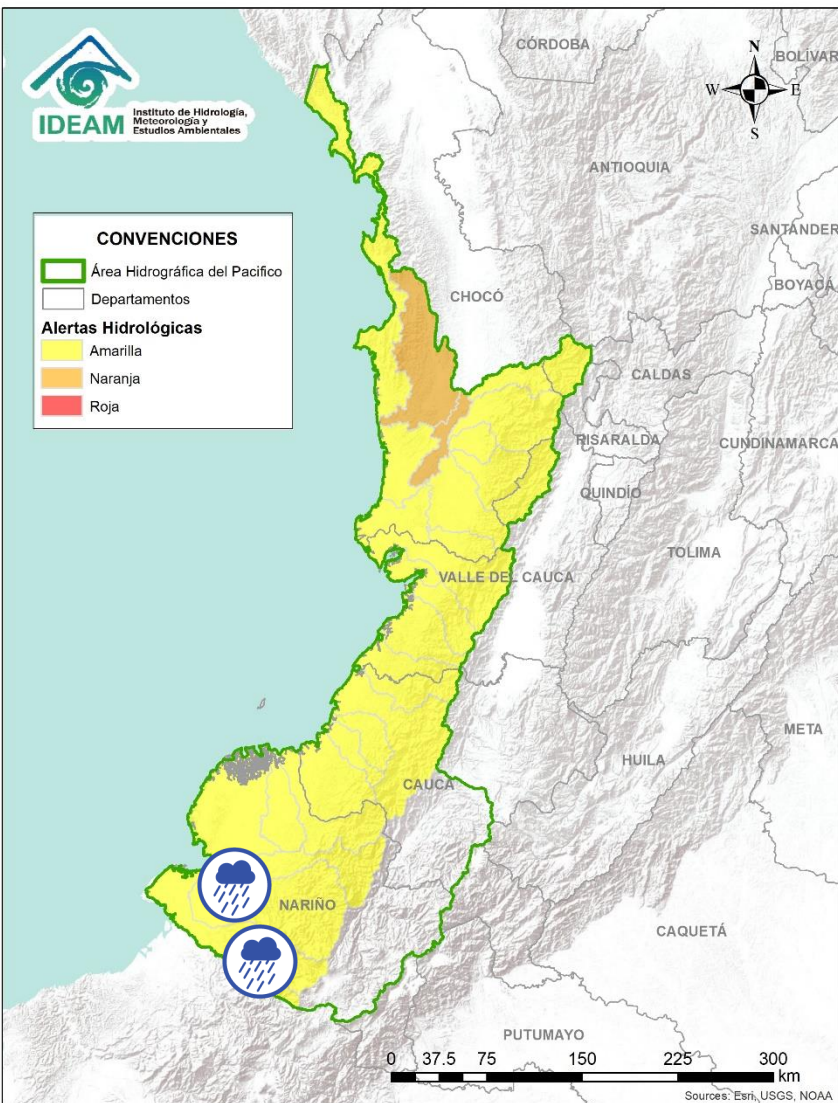 IDEAM
Instituto de Hidrología,
Meteorología y
Estudios Ambientales
CÓRDOBA
BOLÍVAR
N
W
E
S
ANTIOQUIA
SANTANDER
CONVENCIONES
Área Hidrográfica del Pacifico
Departamentos
Alertas Hidrológicas
Amarilla
Naranja
Roja
BOYACÁ
CHOCÓ
CALDAS
RISARALDA
CUNDINAMARCA
QUINDÍO
TOLIMA
VALLE DEL CAUCA
META
HUILA
CAUCA
NARIÑO
CAQUETÁ
PUTUMAYO
0 37.5 75 150 225 300
km
Sources: Esri, USGS, NOAA